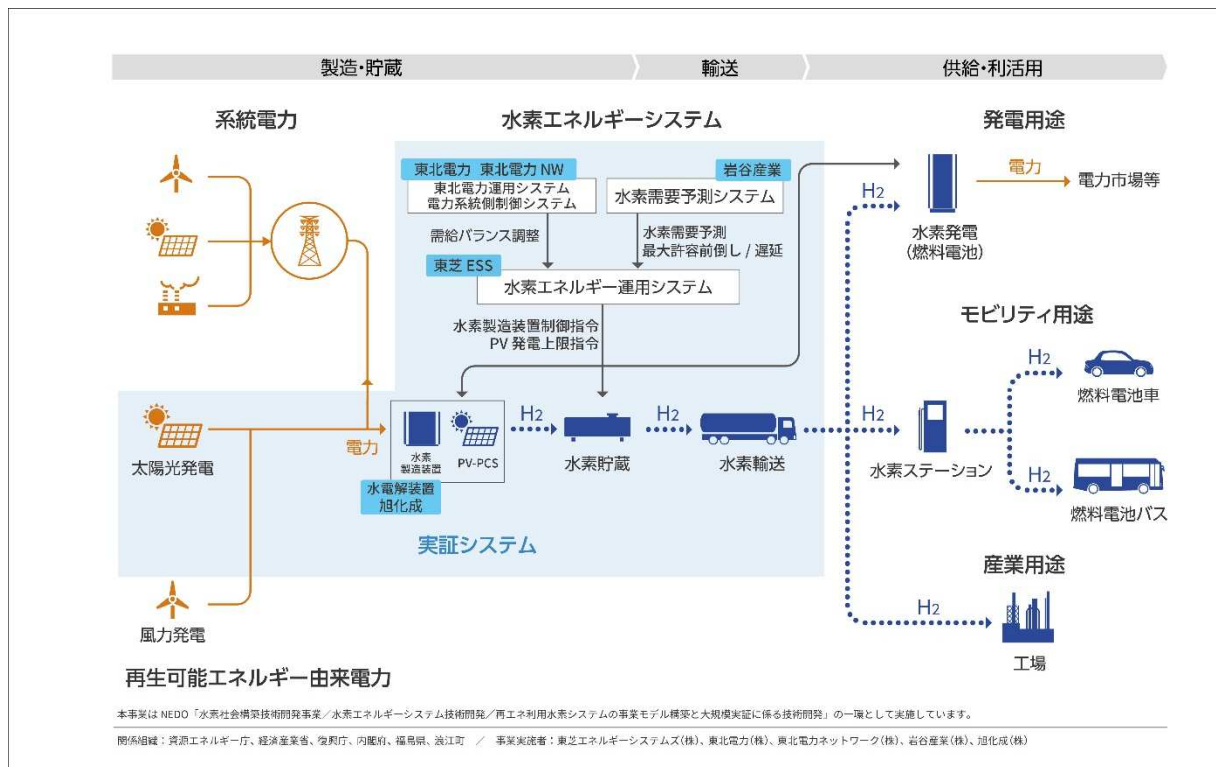 製造・貯蔵
輸送
供給・利活用
系統電力
水素エネルギーシステム
発電用途
東北電力 東北電力 NW
東北電力運用システム
電力系統側制御システム
岩谷産業
水素需要予測システム
H2
電力
電力市場等
水素発電
(燃料電池)
需給バランス調整
水素需要予測
最大許容前倒し / 遅延
東芝 ESS
水素エネルギー運用システム
水素製造装置制御指令
PV 発電上限指令
モビリティ用途
H2
燃料電池車
太陽光発電
電力
水素
製造装置
PV-PCS
H2
水素貯蔵
H2
水素輸送
H2
水素ステーション
H2
燃料電池バス
水電解装置
旭化成
実証システム
産業用途
H2
工場
風力発電
再生可能エネルギー由来電力
本事業は NEDO「水素社会構築技術開発事業／水素エネルギーシステム技術開発／再エネ利用水素システムの事業モデル構築と大規模実証に係る技術開発」の一環として実施しています。
関係組織：資源エネルギー庁、経済産業省、復興庁、内閣府、福島県、浪江町 ／ 事業実施者：東芝エネルギーシステムズ(株)、東北電力(株)、東北電力ネットワーク(株)、岩谷産業(株)、旭化成(株)